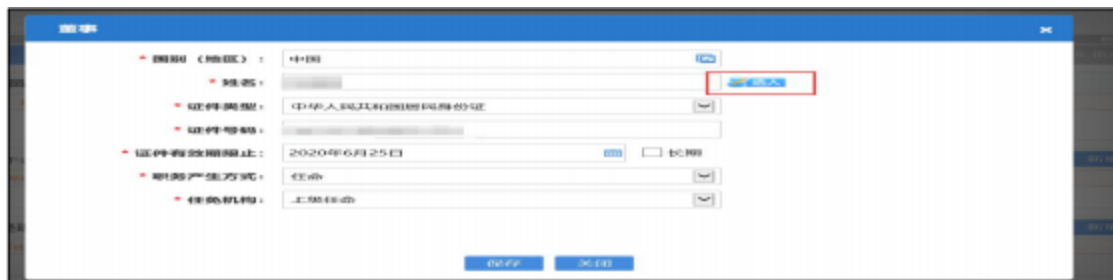 董事 ×
* 国别（地区）： 中国
* 姓名： 选人
* 证件类型： 中华人民共和国居民身份证
* 证件号码：
* 证件有效期限止： 2020年6月25日 长期
* 职务产生方式： 任命
* 任免机构： 上级任命
保存 关闭